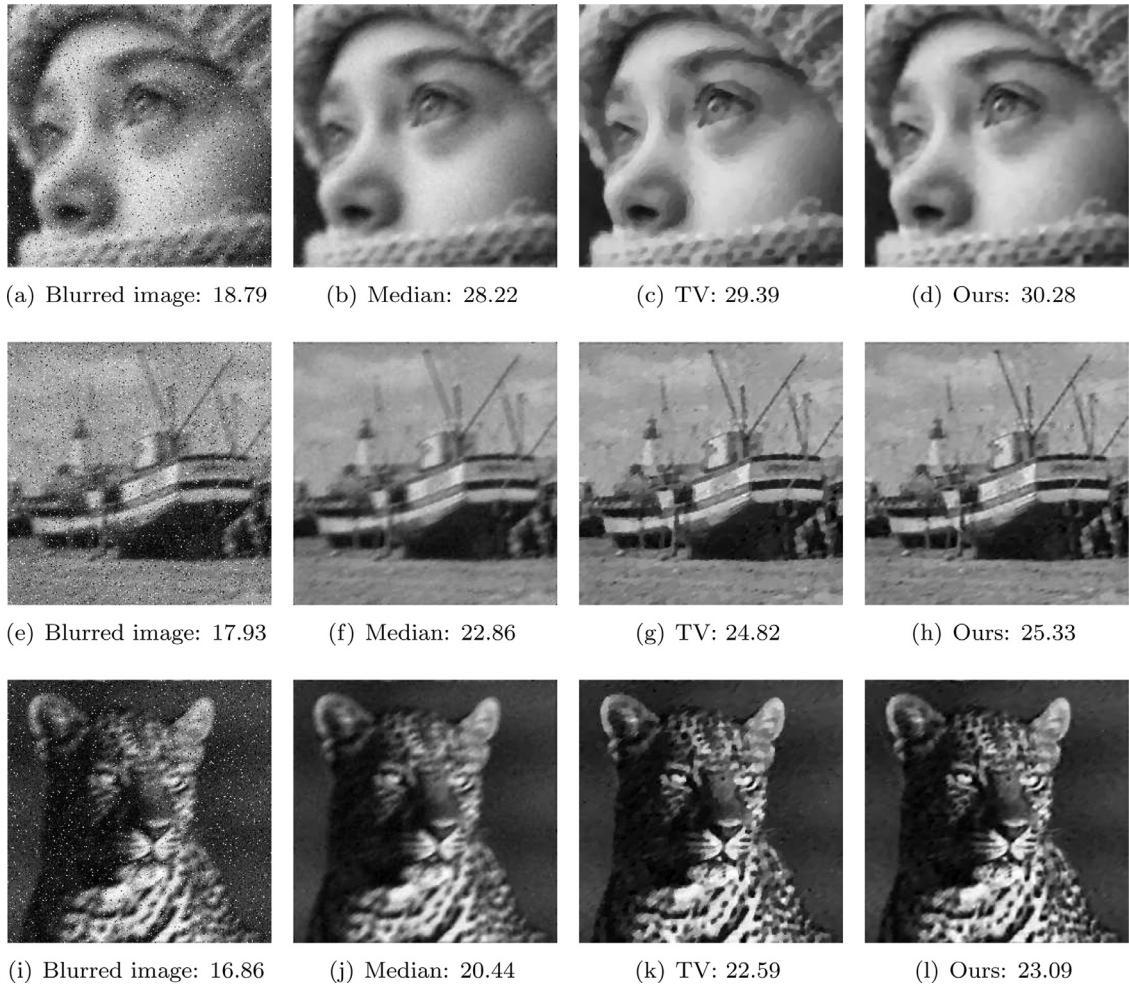 (a) Blurred image: 18.79
(b) Median: 28.22
(c) TV: 29.39
(d) Ours: 30.28
(e) Blurred image: 17.93
(f) Median: 22.86
(g) TV: 24.82
(h) Ours: 25.33
(i) Blurred image: 16.86
(j) Median: 20.44
(k) TV: 22.59
(l) Ours: 23.09